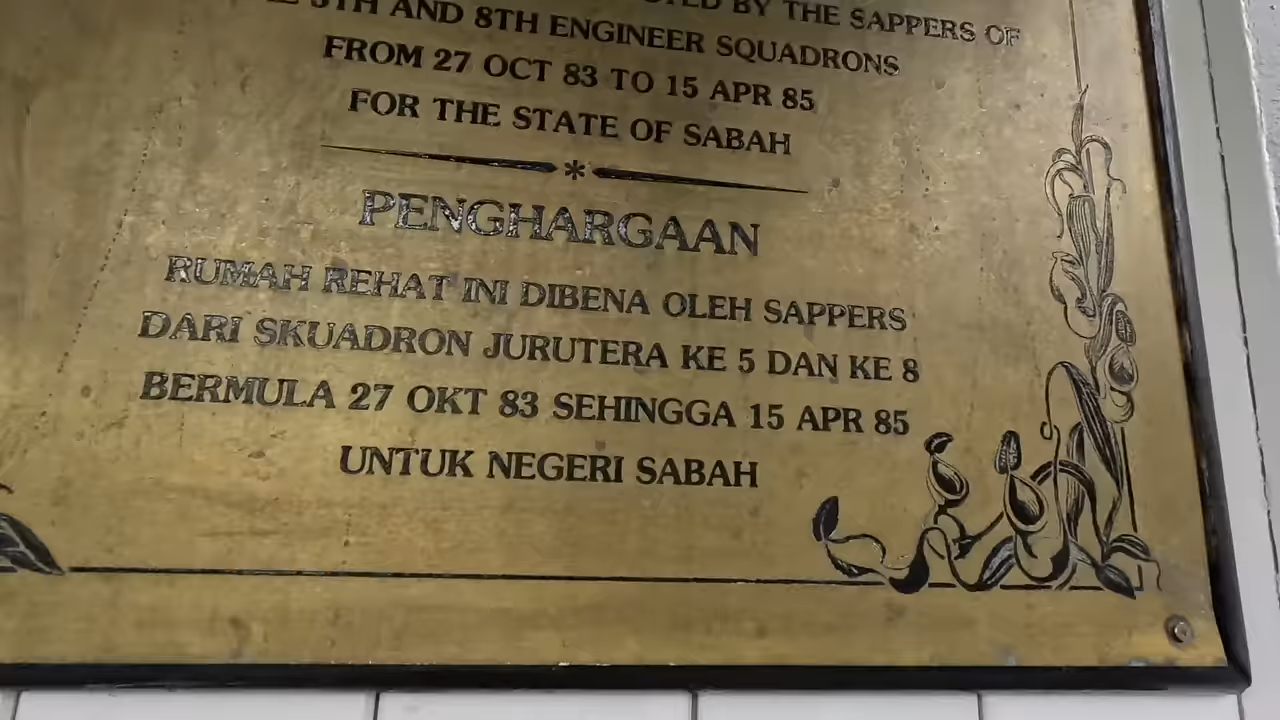 BY THE SAPPERS OF
5TH AND 8TH ENGINEER SQUADRONS
FROM 27 OCT 83 TO 15 APR 85
FOR THE STATE OF SABAH
*
PENGHARGAAN
RUMAH REHAT INI DIBENA OLEH SAPPERS
DARI SKUADRON JURUTERA KE 5 DAN KE 8
BERMULA 27 OKT 83 SEHINGGA 15 APR 85
UNTUK NEGERI SABAH